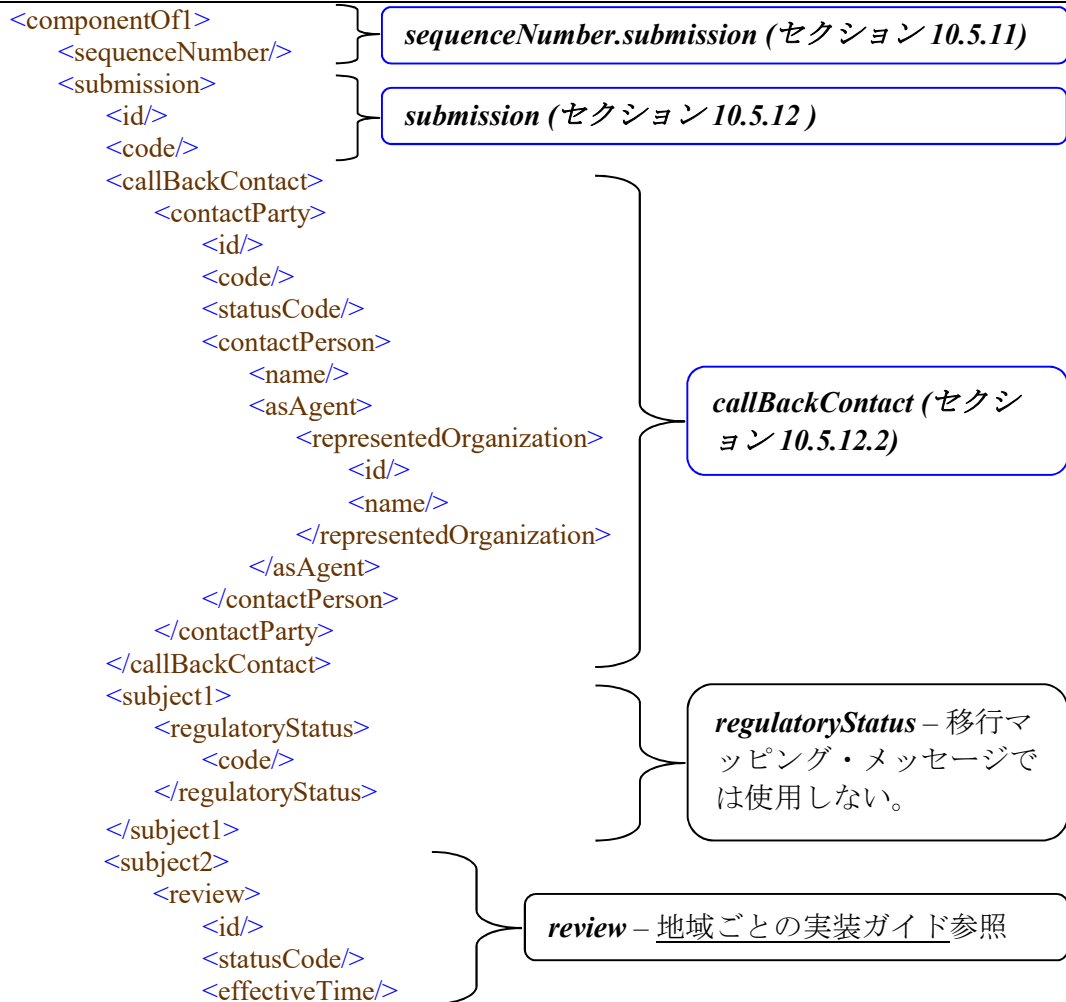 <componentOf1>
<sequenceNumber/>
sequenceNumber.submission (セクション 10.5.11)
<submission>
<id/>
<code/>
submission (セクション 10.5.12 )
<callBackContact>
<contactParty>
<id/>
<code/>
<statusCode/>
<contactPerson>
<name/>
<asAgent>
<representedOrganization>
<id/>
<name/>
</representedOrganization>
</asAgent>
</contactPerson>
</contactParty>
</callBackContact>
callBackContact (セクシ
ョン 10.5.12.2)
<subject1>
<regulatoryStatus>
<code/>
</regulatoryStatus>
</subject1>
regulatoryStatus – 移行マ
ッピング・メッセージで
は使用しない。
<subject2>
<review>
<id/>
<statusCode/>
<effectiveTime/>
review – 地域ごとの実装ガイド参照